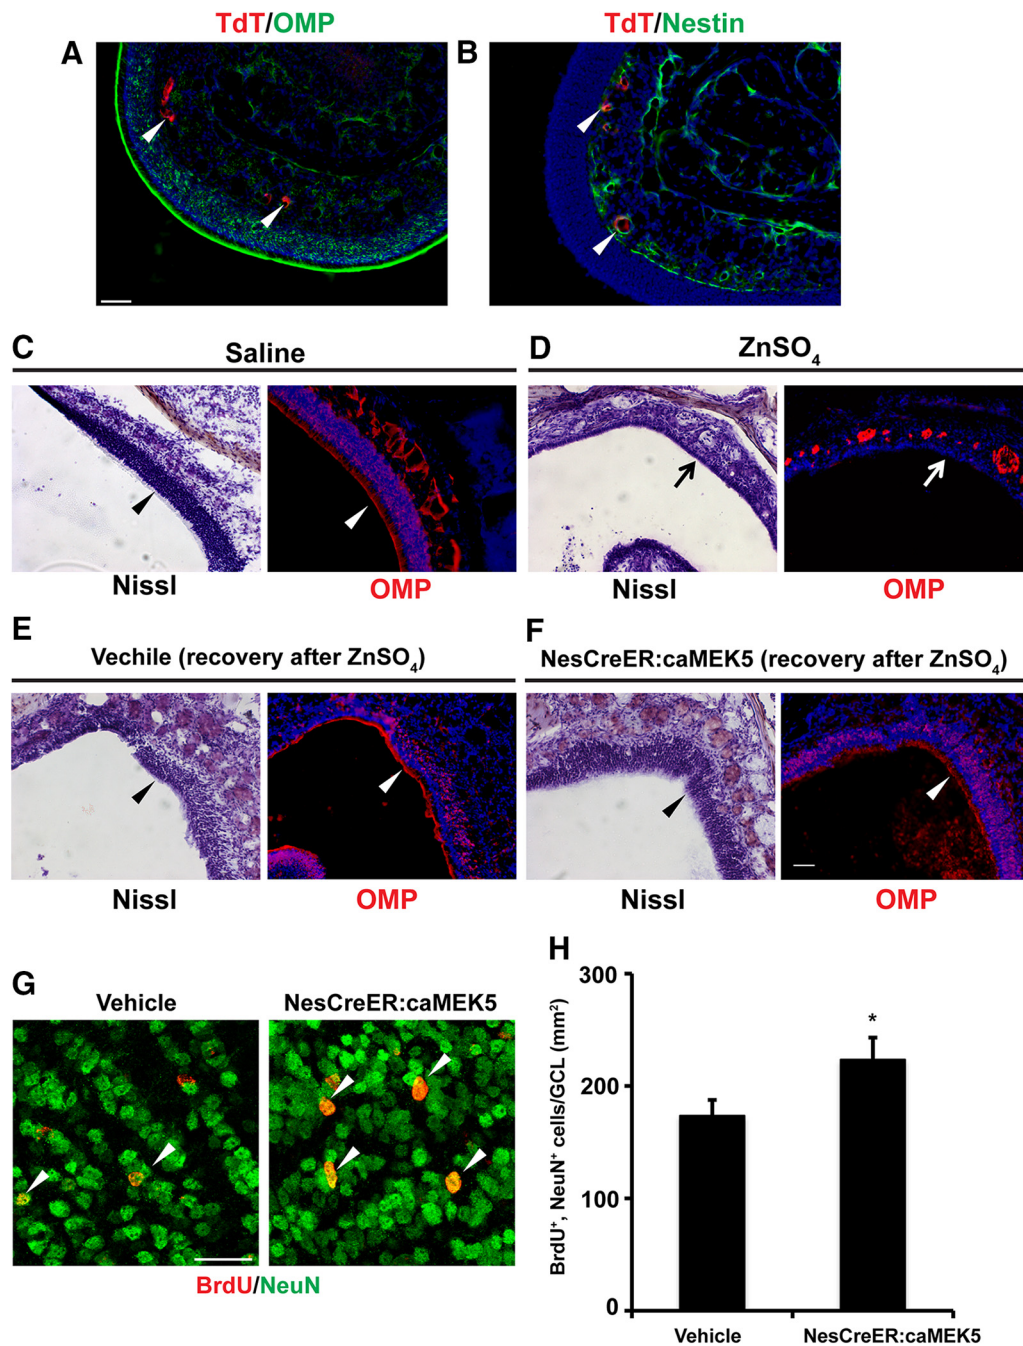 TdT/OMP
TdT/Nestin
A
B
C
Saline
D
ZnSO4
Nissl
OMP
Nissl
OMP
E
Vechile (recovery after ZnSO4)
F
NesCreER:caMEK5 (recovery after ZnSO4)
Nissl
OMP
Nissl
OMP
G
Vehicle
NesCreER:caMEK5
BrdU/NeuN
H
BrdU+, NeuN+ cells/GCL (mm2)
300
200
100
0
*
Vehicle
NesCreER:caMEK5